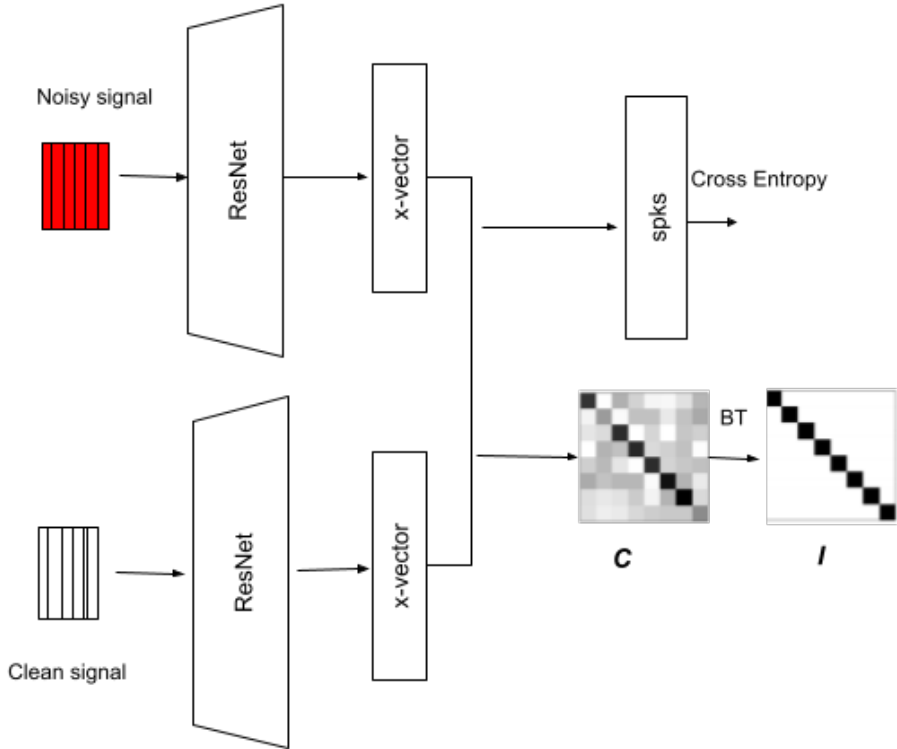 Noisy signal
ResNet
x-vector
spks
Cross Entropy
ResNet
x-vector
BT
C
I
Clean signal